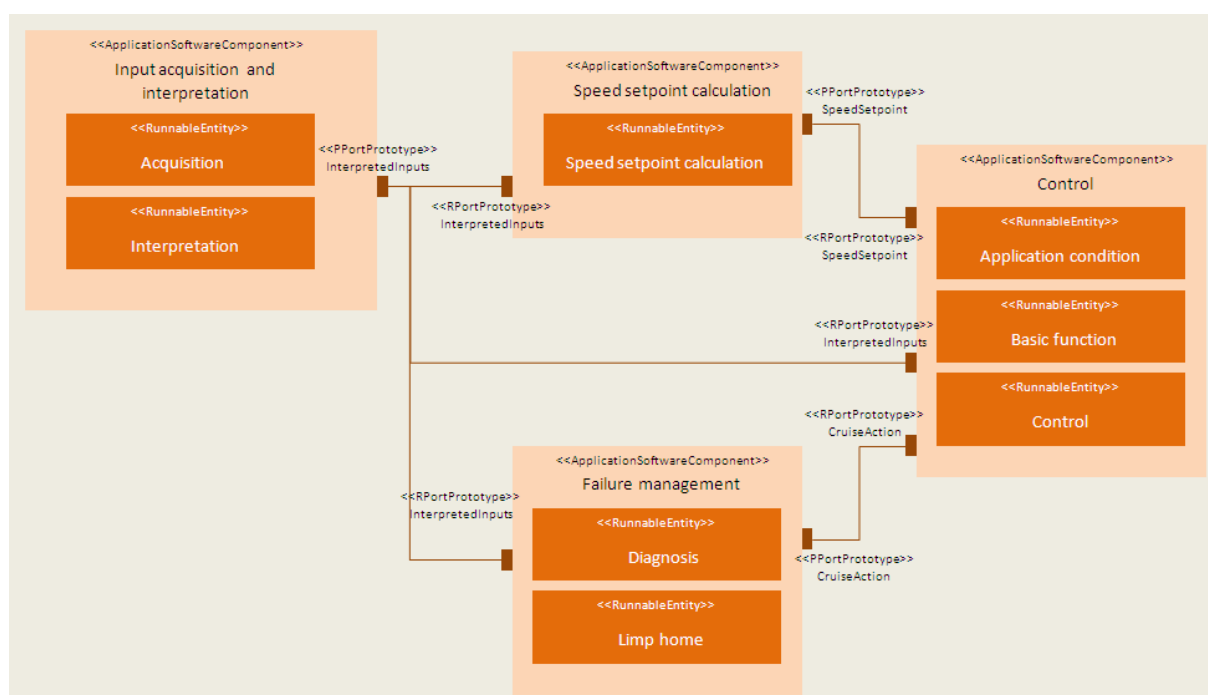 <<ApplicationSoftwareComponent>>
Input acquisition and
interpretation
<<RunnableEntity>>
Acquisition
<<RunnableEntity>>
Interpretation
<<PPortPrototype>>
InterpretedInputs
<<RPortPrototype>>
InterpretedInputs
<<ApplicationSoftwareComponent>>
Speed setpoint calculation
<<RunnableEntity>>
Speed setpoint calculation
<<PPortPrototype>>
SpeedSetpoint
<<RPortPrototype>>
SpeedSetpoint
<<ApplicationSoftwareComponent>>
Control
<<RunnableEntity>>
Application condition
<<RunnableEntity>>
Basic function
<<RunnableEntity>>
Control
<<RPortPrototype>>
InterpretedInputs
<<RPortPrototype>>
CruiseAction
<<RPortPrototype>>
InterpretedInputs
<<ApplicationSoftwareComponent>>
Failure management
<<RunnableEntity>>
Diagnosis
<<RunnableEntity>>
Limp home
<<PPortPrototype>>
CruiseAction